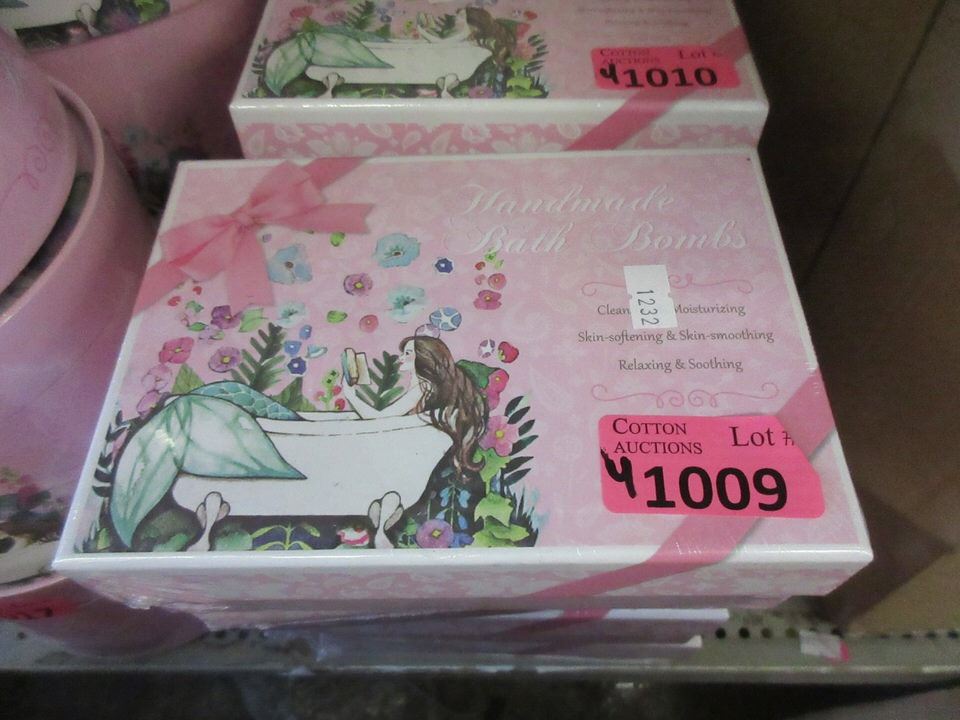 COTTON
AUCTIONS
Lot
41010
Handmade
Bath Bombs
1232
Clean Moisturizing
Skin-softening & Skin-smoothing
Relaxing & Soothing
COTTON
AUCTIONS
Lot #
41009